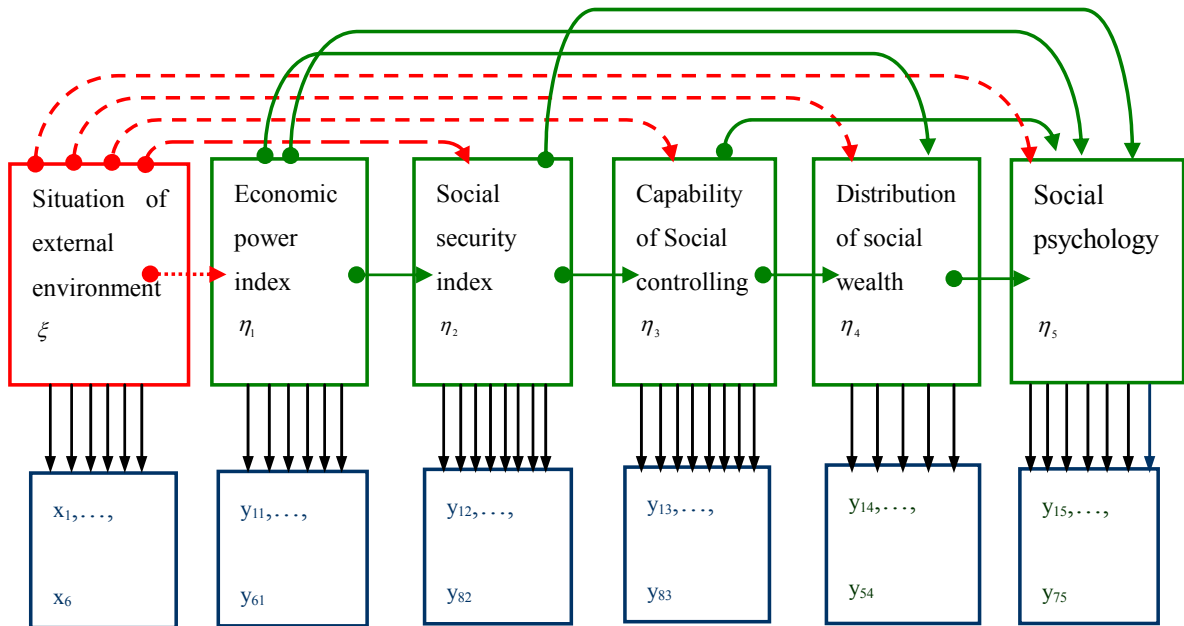 Situation of
external
environment
ξ
Economic
power
index
η₁
Social
security
index
η₂
Capability
of Social
controlling
η₃
Distribution
of social
wealth
η₄
Social
psychology
η₅
x₁,…,
x₆
y₁₁,…,
y₆₁
y₁₂,…,
y₈₂
y₁₃,…,
y₈₃
y₁₄,…,
y₅₄
y₁₅,…,
y₇₅